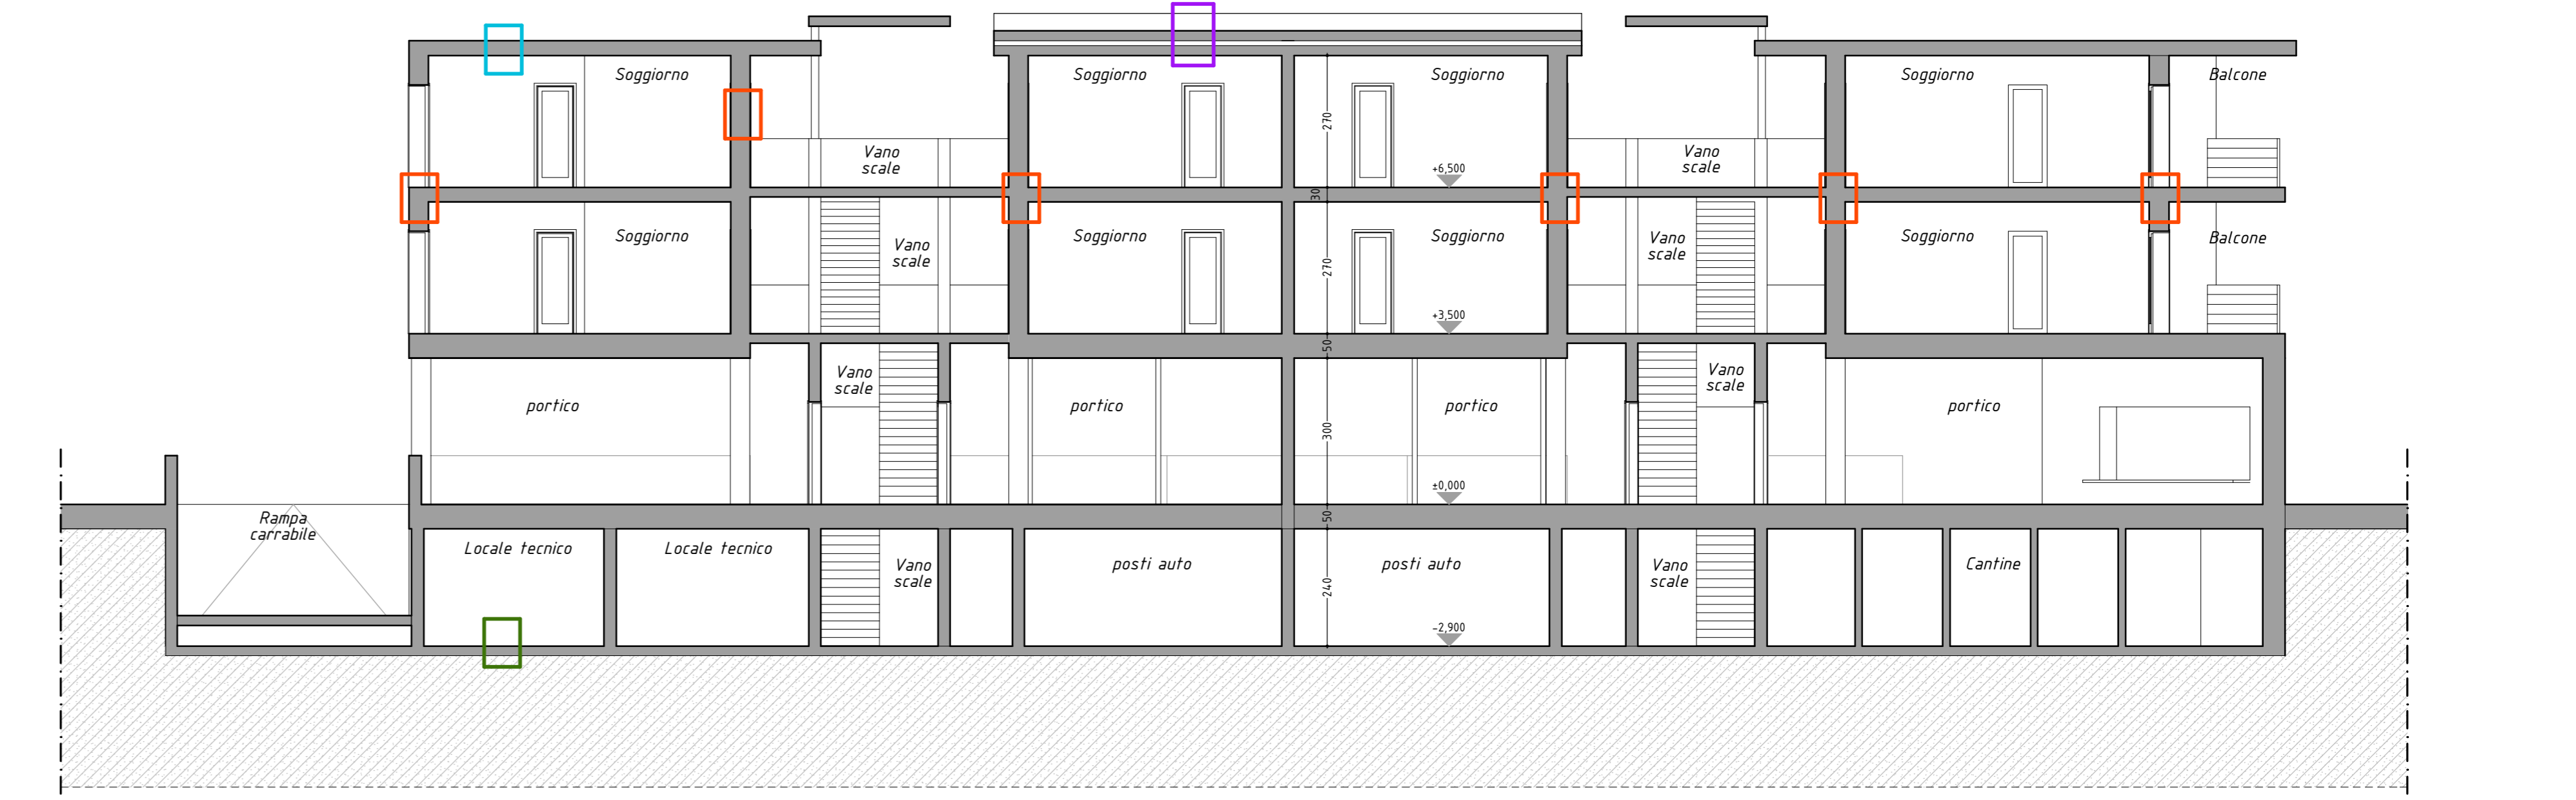 Soggiorno
Soggiorno
Soggiorno
Soggiorno
Balcone
270
Vano
scale
Vano
scale
+6,500
30
Soggiorno
Vano
scale
Soggiorno
Soggiorno
Vano
scale
Soggiorno
Balcone
270
+3,500
50
Vano
scale
Vano
scale
portico
portico
portico
portico
300
±0,000
Rampa
carrabile
50
Locale tecnico
Locale tecnico
Vano
scale
posti auto
posti auto
Vano
scale
Cantine
240
-2,900